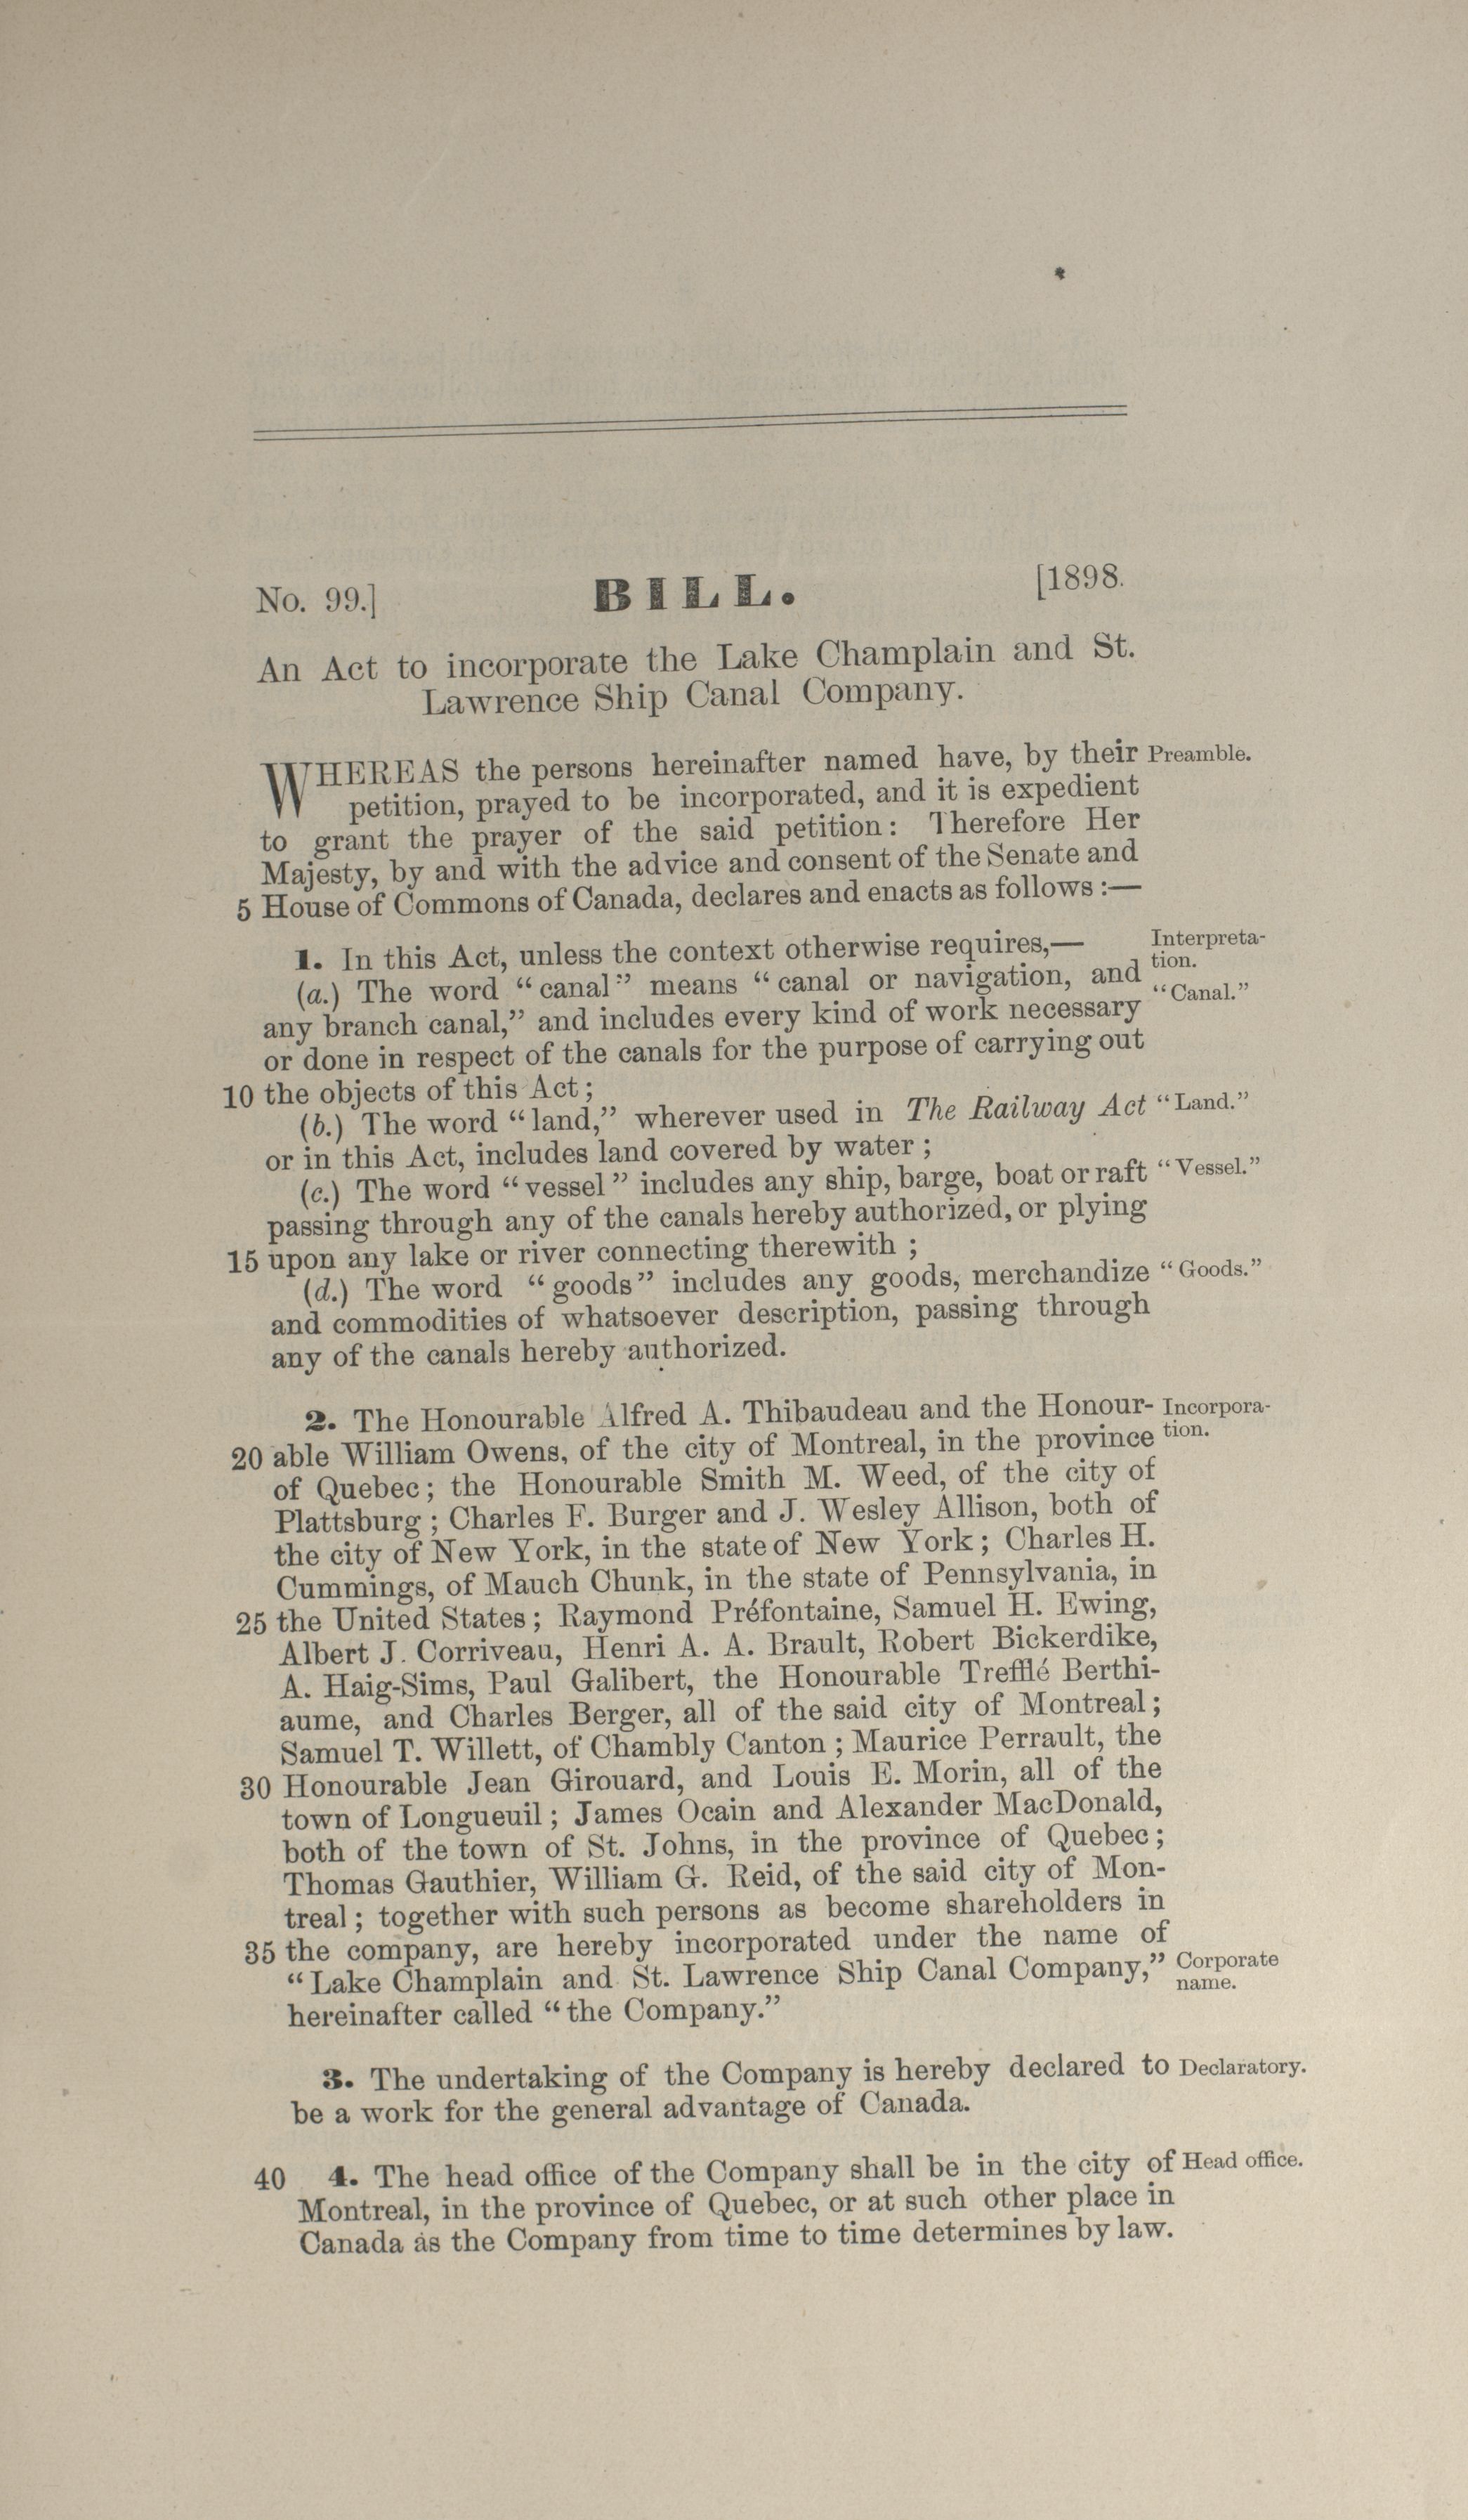 No. 99.] BILL. [1898.
An Act to incorporate the Lake Champlain and St.
Lawrence Ship Canal Company.
WHEREAS the persons hereinafter named have, by their Preamble.
petition, prayed to be incorporated, and it is expedient
to grant the prayer of the said petition: Therefore Her
Majesty, by and with the advice and consent of the Senate and
5 House of Commons of Canada, declares and enacts as follows :—
1. In this Act, unless the context otherwise requires,— Interpreta-
tion.
(a.) The word "canal" means "canal or navigation, and "Canal."
any branch canal," and includes every kind of work necessary
or done in respect of the canals for the purpose of carrying out
10 the objects of this Act;
(b.) The word "land," wherever used in The Railway Act "Land."
or in this Act, includes land covered by water ;
(c.) The word "vessel" includes any ship, barge, boat or raft "Vessel."
passing through any of the canals hereby authorized, or plying
15 upon any lake or river connecting therewith ;
(d.) The word "goods" includes any goods, merchandize "Goods."
and commodities of whatsoever description, passing through
any of the canals hereby authorized.
2. The Honourable Alfred A. Thibaudeau and the Honour- Incorpora-
20 able William Owens, of the city of Montreal, in the province tion.
of Quebec; the Honourable Smith M. Weed, of the city of
Plattsburg ; Charles F. Burger and J. Wesley Allison, both of
the city of New York, in the state of New York; Charles H.
Cummings, of Mauch Chunk, in the state of Pennsylvania, in
25 the United States; Raymond Préfontaine, Samuel H. Ewing,
Albert J. Corriveau, Henri A. A. Brault, Robert Bickerdike,
A. Haig-Sims, Paul Galibert, the Honourable Trefflé Berthi-
aume, and Charles Berger, all of the said city of Montreal;
Samuel T. Willett, of Chambly Canton ; Maurice Perrault, the
30 Honourable Jean Girouard, and Louis E. Morin, all of the
town of Longueuil; James Ocain and Alexander MacDonald,
both of the town of St. Johns, in the province of Quebec;
Thomas Gauthier, William G. Reid, of the said city of Mon-
treal; together with such persons as become shareholders in
35 the company, are hereby incorporated under the name of
"Lake Champlain and St. Lawrence Ship Canal Company," Corporate
name.
hereinafter called "the Company."
3. The undertaking of the Company is hereby declared to Declaratory.
be a work for the general advantage of Canada.
40 4. The head office of the Company shall be in the city of Head office.
Montreal, in the province of Quebec, or at such other place in
Canada as the Company from time to time determines by law.